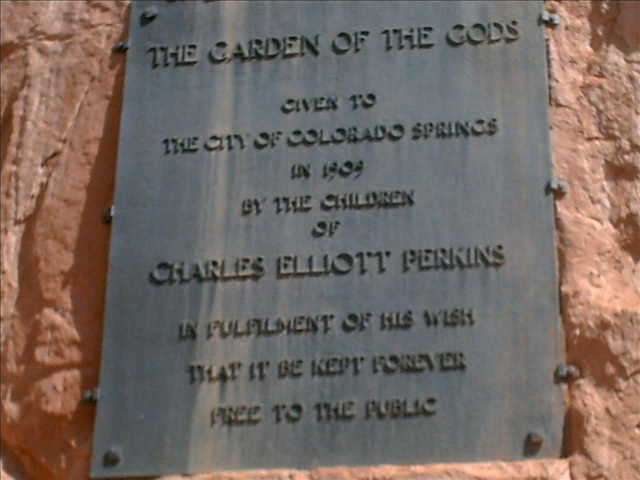 THE GARDEN OF THE GODS
GIVEN TO
THE CITY OF COLORADO SPRINGS
IN 1909
BY THE CHILDREN
OF
CHARLES ELLIOTT PERKINS
IN FULFILMENT OF HIS WISH
THAT IT BE KEPT FOREVER
FREE TO THE PUBLIC